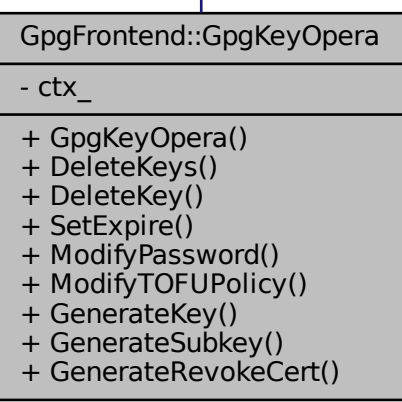 GpgFrontend::GpgKeyOpera
- ctx_
+ GpgKeyOpera()
+ DeleteKeys()
+ DeleteKey()
+ SetExpire()
+ ModifyPassword()
+ ModifyTOFUPolicy()
+ GenerateKey()
+ GenerateSubkey()
+ GenerateRevokeCert()